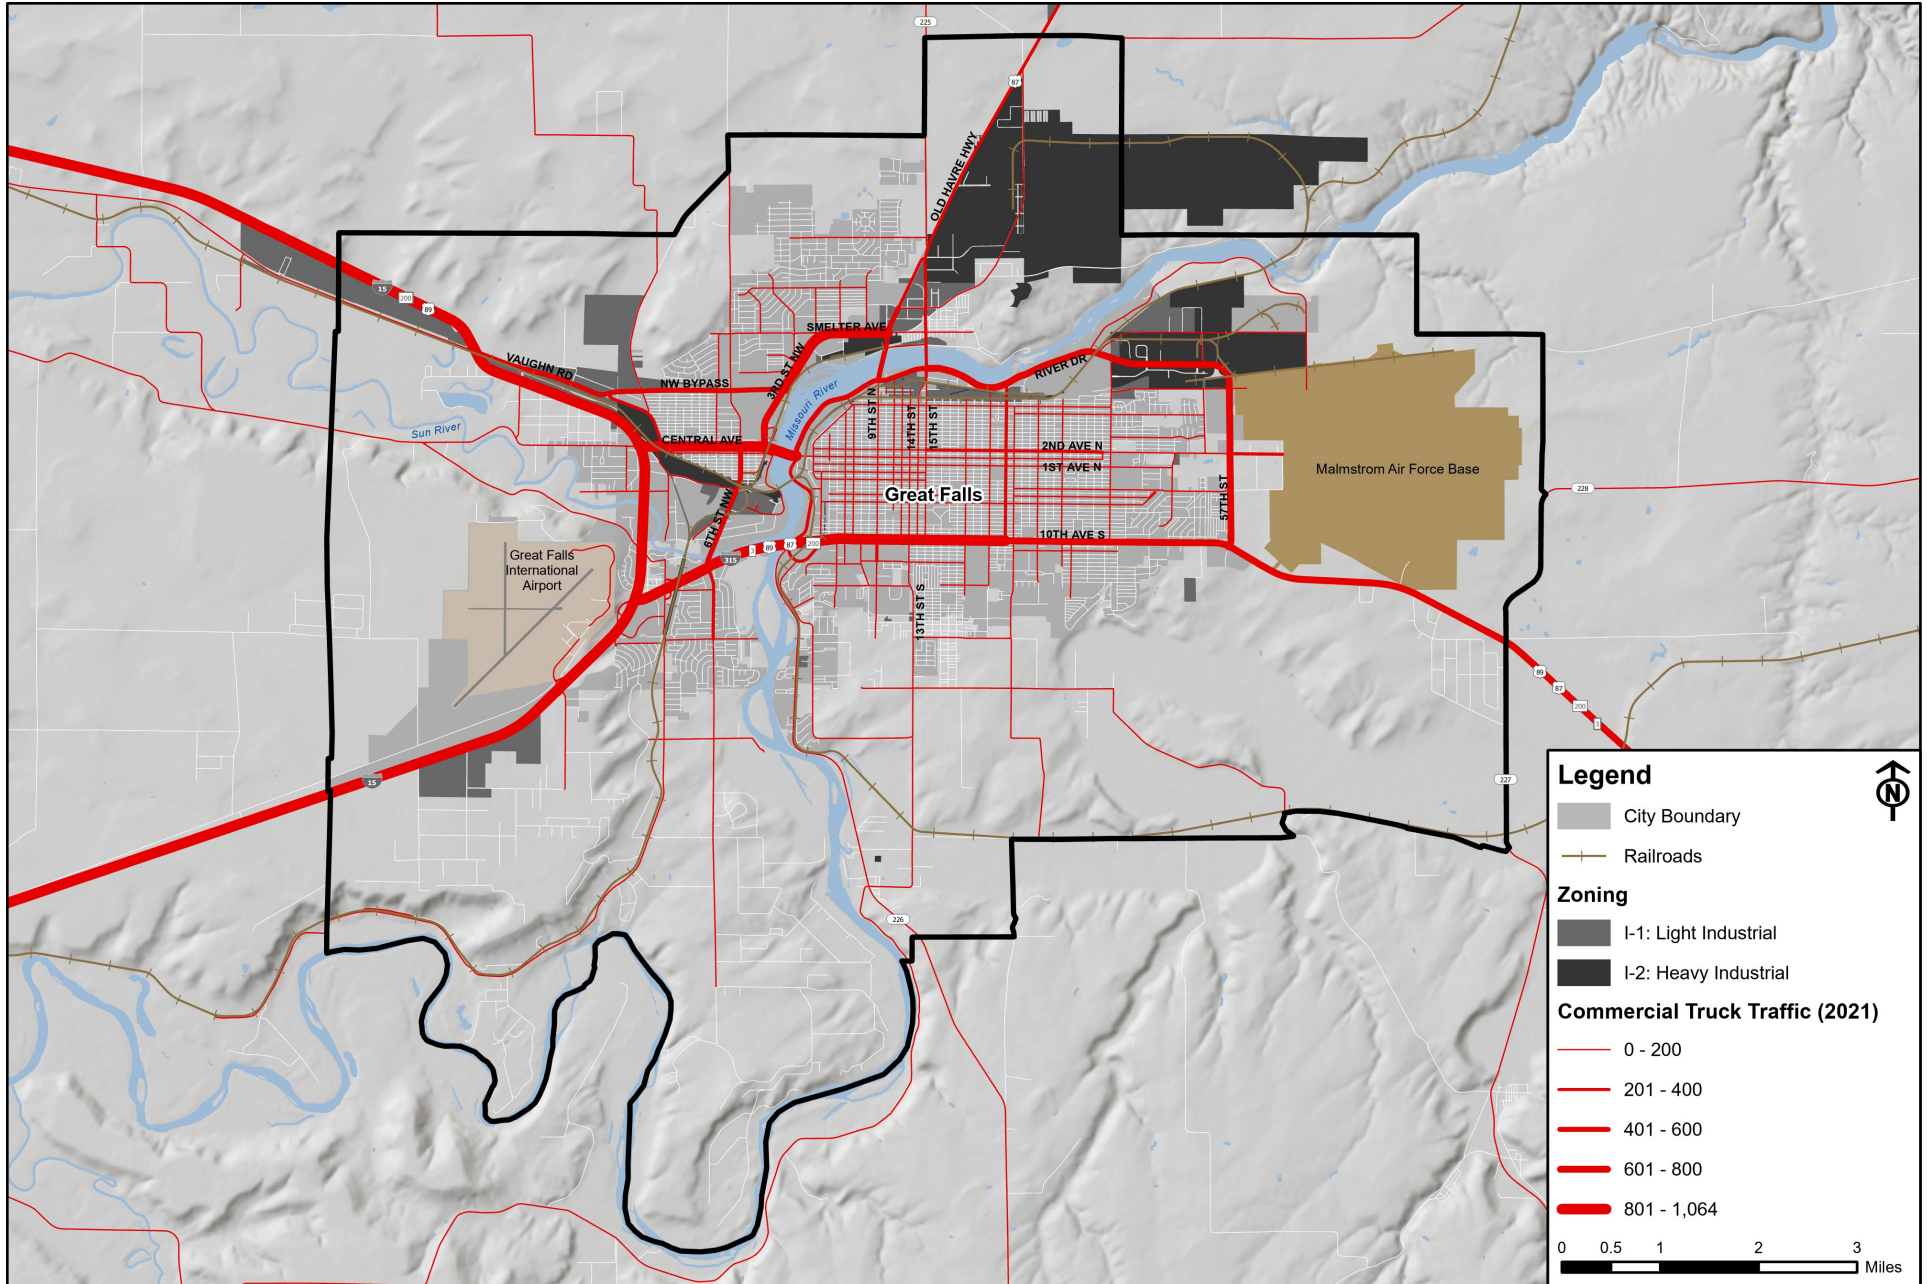 225
87
OLD HAVRE HWY
15
200
89
SMELTER AVE
VAUGHN RD
NW BYPASS
3RD ST NW
RIVER DR
Missouri River
9TH ST N
14TH ST
15TH ST
Sun River
CENTRAL AVE
2ND AVE N
1ST AVE N
Malmstrom Air Force Base
Great Falls
57TH ST
228
6TH ST NW
10TH AVE S
3
89
87
200
315
Great Falls
International
Airport
13TH ST S
89
87
200
3
15
227
226
Legend
N
City Boundary
Railroads
Zoning
I-1: Light Industrial
I-2: Heavy Industrial
Commercial Truck Traffic (2021)
0 - 200
201 - 400
401 - 600
601 - 800
801 - 1,064
0 0.5 1 2 3
Miles